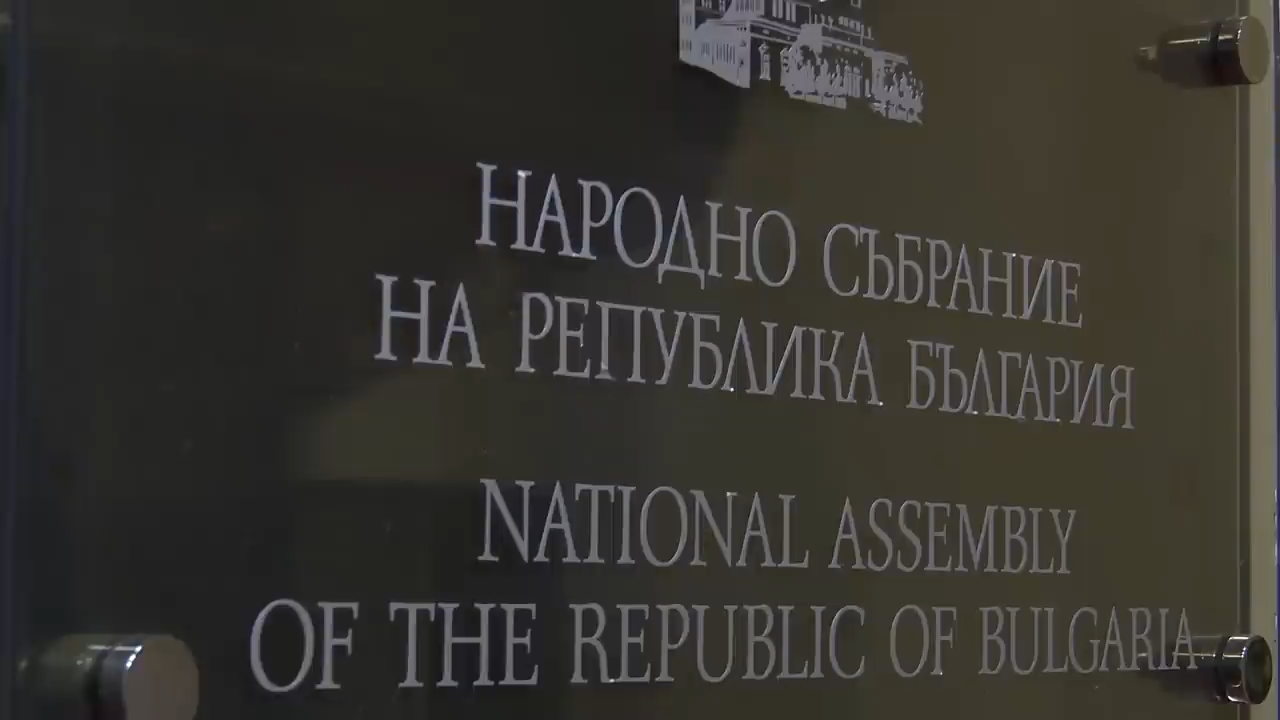 НАРОДНО СЪБРАНИЕ
НА РЕПУБЛИКА БЪЛГАРИЯ
NATIONAL ASSEMBLY
OF THE REPUBLIC OF BULGARIA